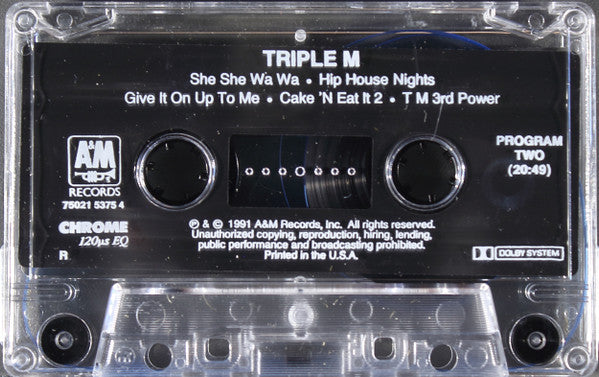 TRIPLE M
She She Wa Wa • Hip House Nights
Give It On Up To Me • Cake 'N Eat It 2 • T M 3rd Power
A&M
RECORDS
75021 5375 4
CHROME
120µs EQ
R
PROGRAM
TWO
(20:49)
℗ & © 1991 A&M Records, Inc. All rights reserved.
Unauthorized copying, reproduction, hiring, lending,
public performance and broadcasting prohibited.
Printed in the U.S.A.
DOLBY SYSTEM